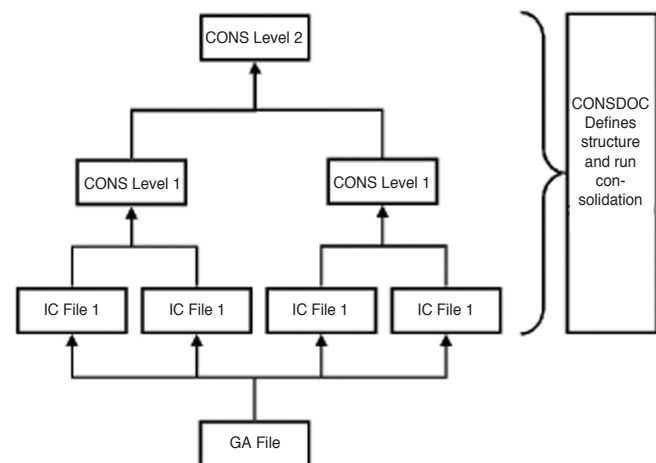 CONS Level 2
CONSDOC
Defines
structure
and run
con-
solidation
CONS Level 1
CONS Level 1
IC File 1
IC File 1
IC File 1
IC File 1
GA File